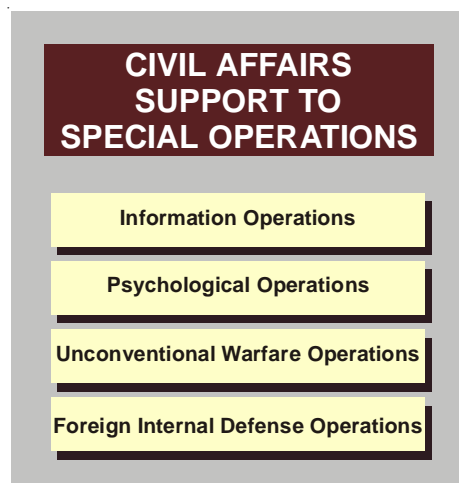 CIVIL AFFAIRS
SUPPORT TO
SPECIAL OPERATIONS
Information Operations
Psychological Operations
Unconventional Warfare Operations
Foreign Internal Defense Operations